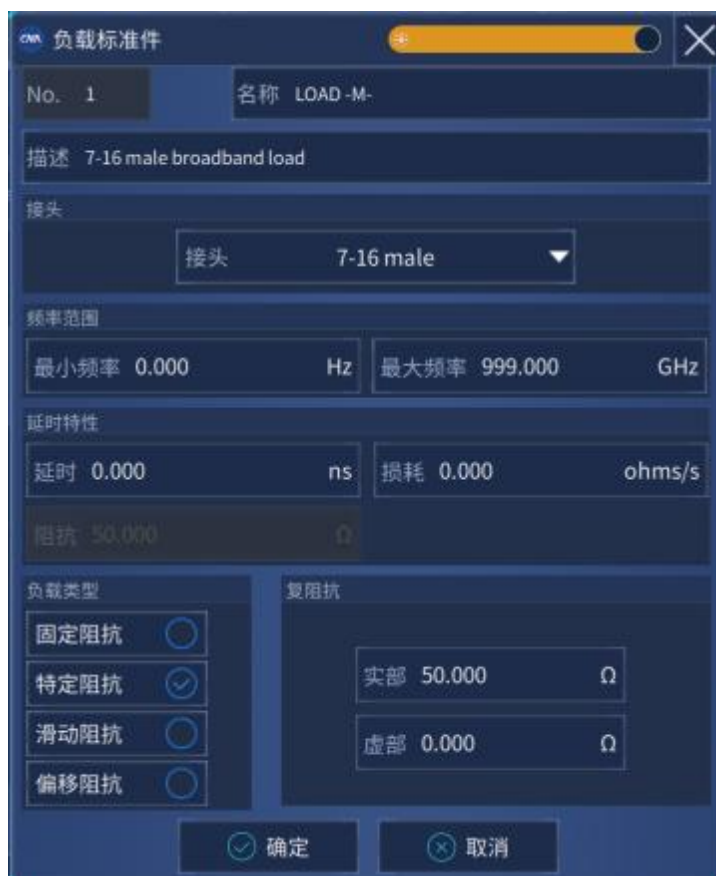 CNA 负载标准件
No. 1 名称 LOAD -M-
描述 7-16 male broadband load
接头
接头 7-16 male
频率范围
最小频率 0.000 Hz 最大频率 999.000 GHz
延时特性
延时 0.000 ns 损耗 0.000 ohms/s
阻抗 50.000 Ω
负载类型 复阻抗
固定阻抗
特定阻抗 实部 50.000 Ω
滑动阻抗 虚部 0.000 Ω
偏移阻抗
确定 取消